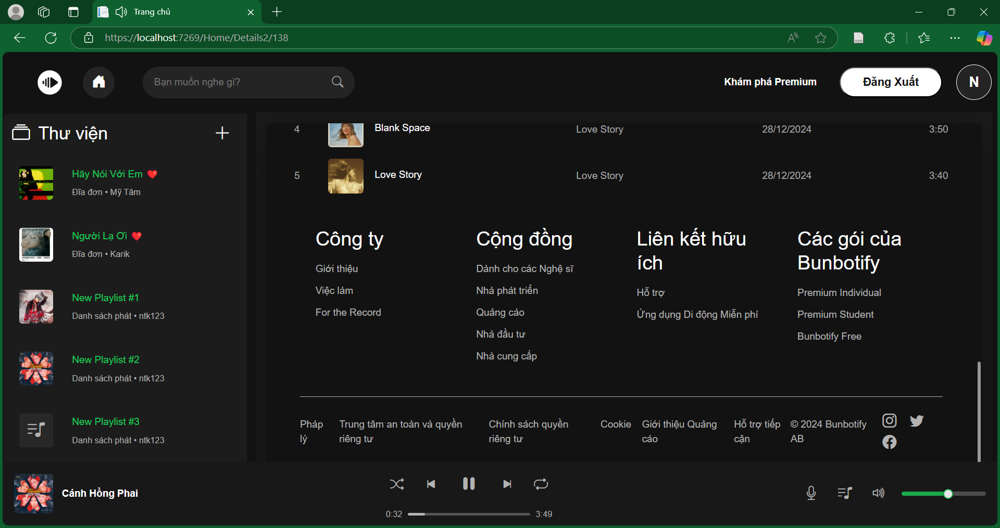 Trang chủ
https://localhost:7269/Home/Details2/138
Bạn muốn nghe gì?
Khám phá Premium
Đăng Xuất
N
Thư viện
Hãy Nói Với Em ❤️
Đĩa đơn • Mỹ Tâm
Người Lạ Ơi ❤️
Đĩa đơn • Karik
New Playlist #1
Danh sách phát • ntk123
New Playlist #2
Danh sách phát • ntk123
New Playlist #3
Danh sách phát • ntk123
4 Blank Space Love Story 28/12/2024 3:50
5 Love Story Love Story 28/12/2024 3:40
Công ty
Giới thiệu
Việc làm
For the Record
Cộng đồng
Dành cho các Nghệ sĩ
Nhà phát triển
Quảng cáo
Nhà đầu tư
Nhà cung cấp
Liên kết hữu
ích
Hỗ trợ
Ứng dụng Di động Miễn phí
Các gói của
Bunbotify
Premium Individual
Premium Student
Bunbotify Free
Pháp
lý
Trung tâm an toàn và quyền
riêng tư
Chính sách quyền
riêng tư
Cookie
Giới thiệu Quảng
cáo
Hỗ trợ tiếp
cận
© 2024 Bunbotify
AB
Cánh Hồng Phai
0:32
3:49